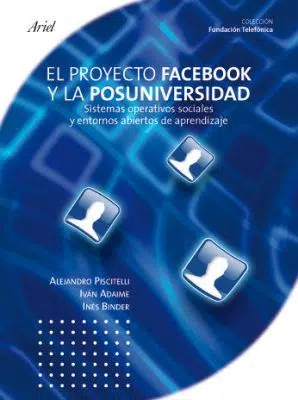 Ariel
COLECCIÓN
Fundación Telefónica
EL PROYECTO FACEBOOK
Y LA POSUNIVERSIDAD
Sistemas operativos sociales
y entornos abiertos de aprendizaje
ALEJANDRO PISCITELLI
IVÁN ADAIME
INÉS BINDER